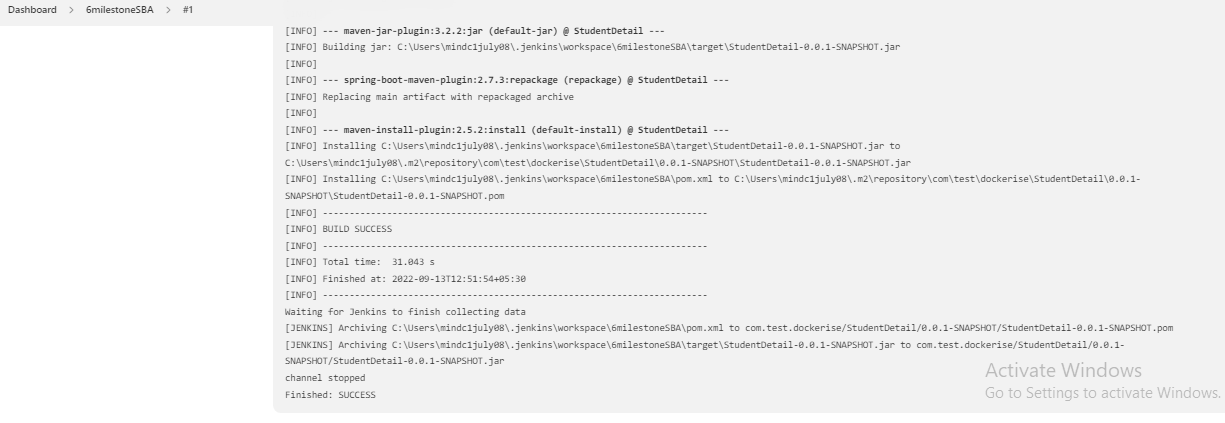 Dashboard > 6milestoneSBA > #1
[INFO] --- maven-jar-plugin:3.2.2:jar (default-jar) @ StudentDetail ---
[INFO] Building jar: C:\Users\mindc1july08\.jenkins\workspace\6milestoneSBA\target\StudentDetail-0.0.1-SNAPSHOT.jar
[INFO]
[INFO] --- spring-boot-maven-plugin:2.7.3:repackage (repackage) @ StudentDetail ---
[INFO] Replacing main artifact with repackaged archive
[INFO]
[INFO] --- maven-install-plugin:2.5.2:install (default-install) @ StudentDetail ---
[INFO] Installing C:\Users\mindc1july08\.jenkins\workspace\6milestoneSBA\target\StudentDetail-0.0.1-SNAPSHOT.jar to
C:\Users\mindc1july08\.m2\repository\com\test\dockerise\StudentDetail\0.0.1-SNAPSHOT\StudentDetail-0.0.1-SNAPSHOT.jar
[INFO] Installing C:\Users\mindc1july08\.jenkins\workspace\6milestoneSBA\pom.xml to C:\Users\mindc1july08\.m2\repository\com\test\dockerise\StudentDetail\0.0.1-
SNAPSHOT\StudentDetail-0.0.1-SNAPSHOT.pom
[INFO] ------------------------------------------------------------------------
[INFO] BUILD SUCCESS
[INFO] ------------------------------------------------------------------------
[INFO] Total time:  31.043 s
[INFO] Finished at: 2022-09-13T12:51:54+05:30
[INFO] ------------------------------------------------------------------------
Waiting for Jenkins to finish collecting data
[JENKINS] Archiving C:\Users\mindc1july08\.jenkins\workspace\6milestoneSBA\pom.xml to com.test.dockerise/StudentDetail/0.0.1-SNAPSHOT/StudentDetail-0.0.1-SNAPSHOT.pom
[JENKINS] Archiving C:\Users\mindc1july08\.jenkins\workspace\6milestoneSBA\target\StudentDetail-0.0.1-SNAPSHOT.jar to com.test.dockerise/StudentDetail/0.0.1-
SNAPSHOT/StudentDetail-0.0.1-SNAPSHOT.jar
channel stopped
Finished: SUCCESS
Activate Windows
Go to Settings to activate Windows.